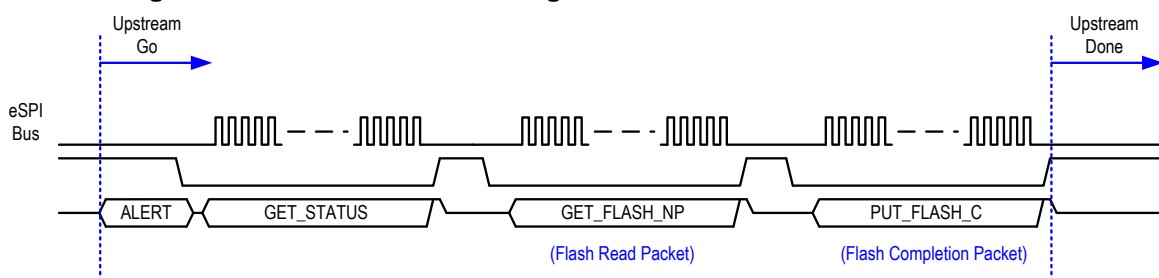 Upstream
Go
Upstream
Done
eSPI
Bus
ALERT GET_STATUS GET_FLASH_NP PUT_FLASH_C
(Flash Read Packet) (Flash Completion Packet)